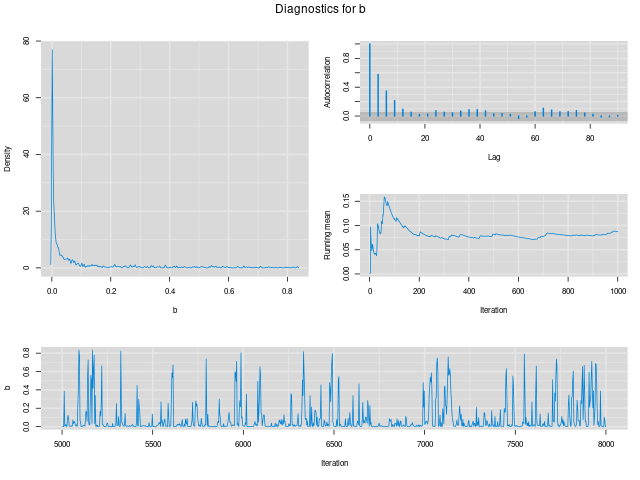 Diagnostics for b
80
60
40
20
0
Density
0.0 0.2 0.4 0.6 0.8
b
0.8
0.4
0.0
Autocorrelation
0 20 40 60 80
Lag
0.15
0.10
0.05
0.00
Running mean
0 200 400 600 800 1000
Iteration
0.8
0.6
0.4
0.2
0.0
b
5000 5500 6000 6500 7000 7500 8000
Iteration